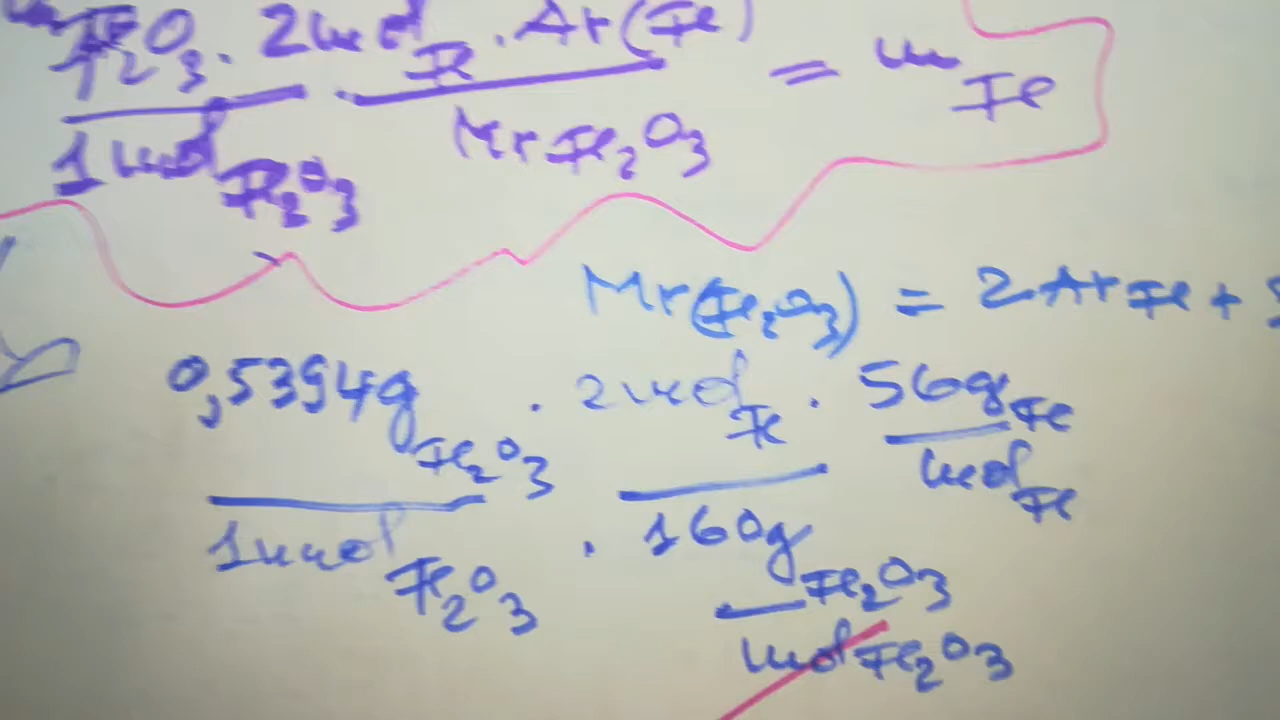 Fe₂O₃ · 2mol Fe · Ar(Fe) = m Fe
1mol Fe₂O₃ Mr Fe₂O₃
Mr(Fe₂O₃) = 2 Ar Fe +
0,5394g Fe₂O₃ · 2mol Fe · 56g Fe
mol Fe
1mol Fe₂O₃ · 160g Fe₂O₃
mol Fe₂O₃